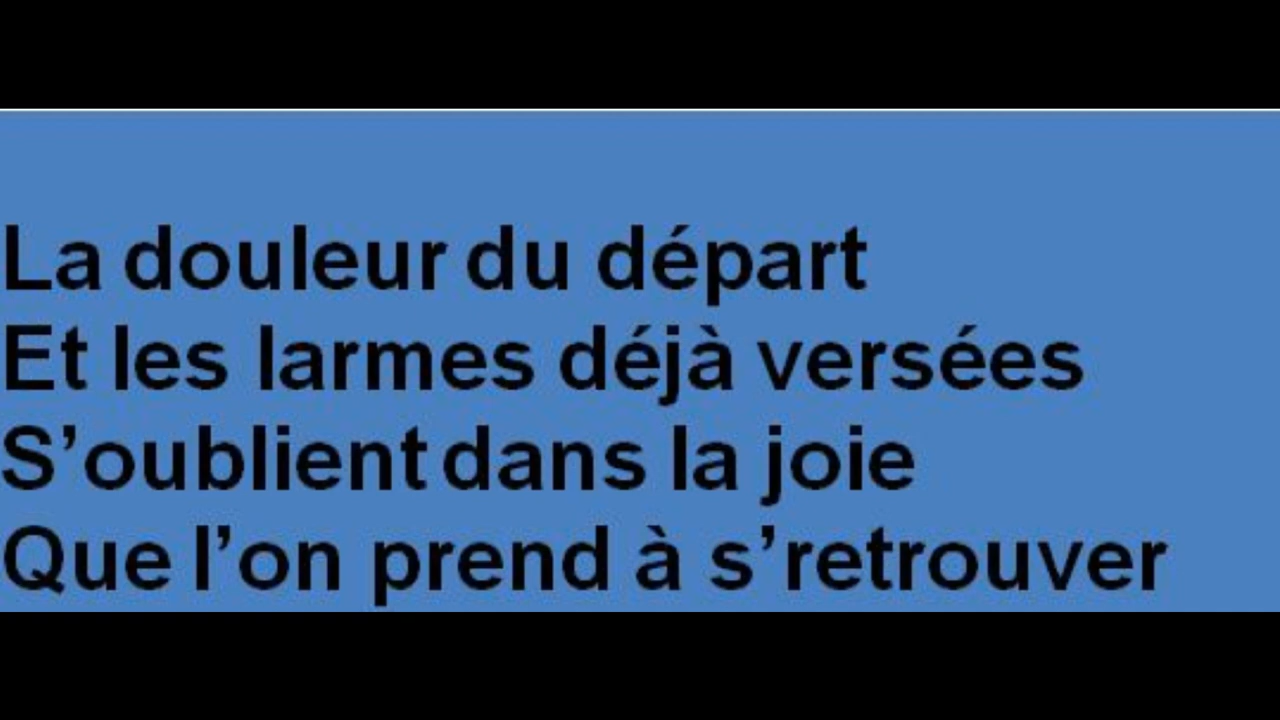 La douleur du départ
Et les larmes déjà versées
S’oublient dans la joie
Que l’on prend à s’retrouver